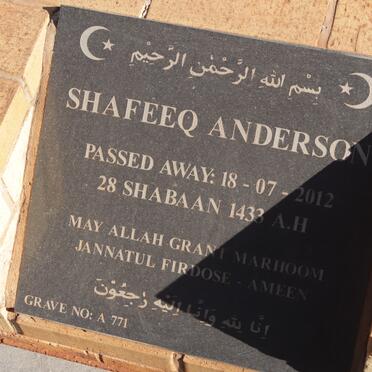 بِسْمِ اللهِ الرَّحْمٰنِ الرَّحِيْمِ
SHAFEEQ ANDERSON
PASSED AWAY: 18 - 07 - 2012
28 SHABAAN 1433 A.H
MAY ALLAH GRANT MARHOOM
JANNATUL FIRDOSE - AMEEN
اِنَّا لِلّٰهِ وَاِنَّا اِلَيْهِ رٰجِعُوْنَ
GRAVE NO: A 771